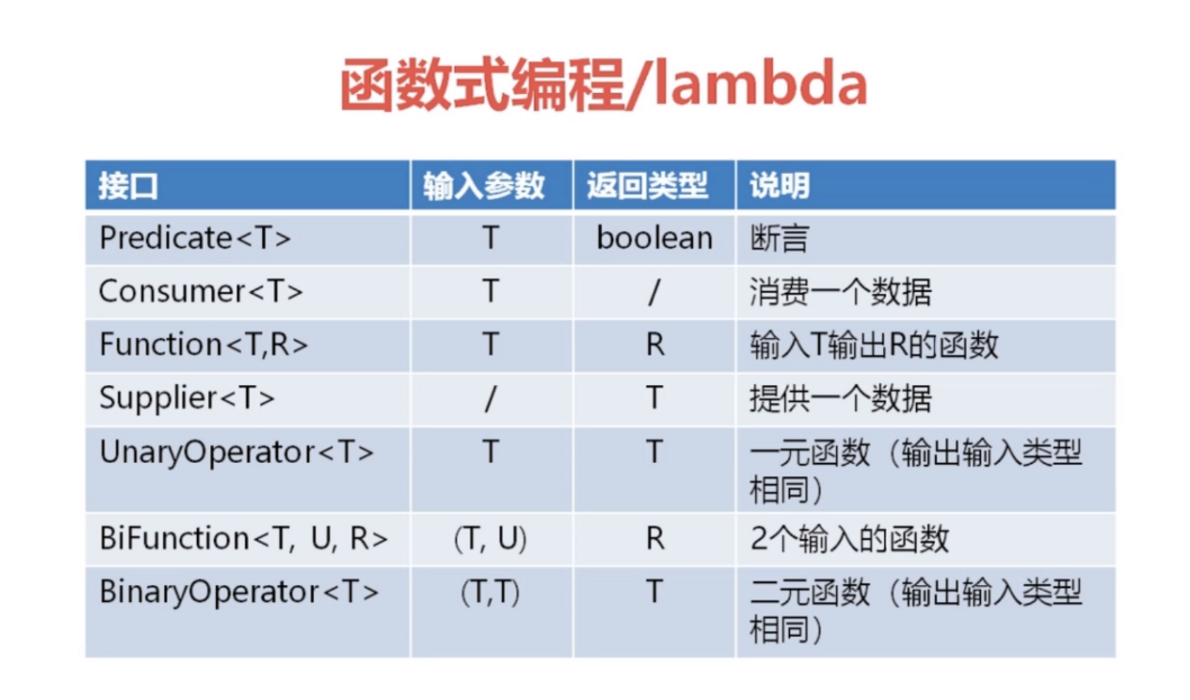 函数式编程/lambda
接口 输入参数 返回类型 说明
Predicate<T> T boolean 断言
Consumer<T> T / 消费一个数据
Function<T,R> T R 输入T输出R的函数
Supplier<T> / T 提供一个数据
UnaryOperator<T> T T 一元函数（输出输入类型
相同）
BiFunction<T, U, R> (T, U) R 2个输入的函数
BinaryOperator<T> (T,T) T 二元函数（输出输入类型
相同）